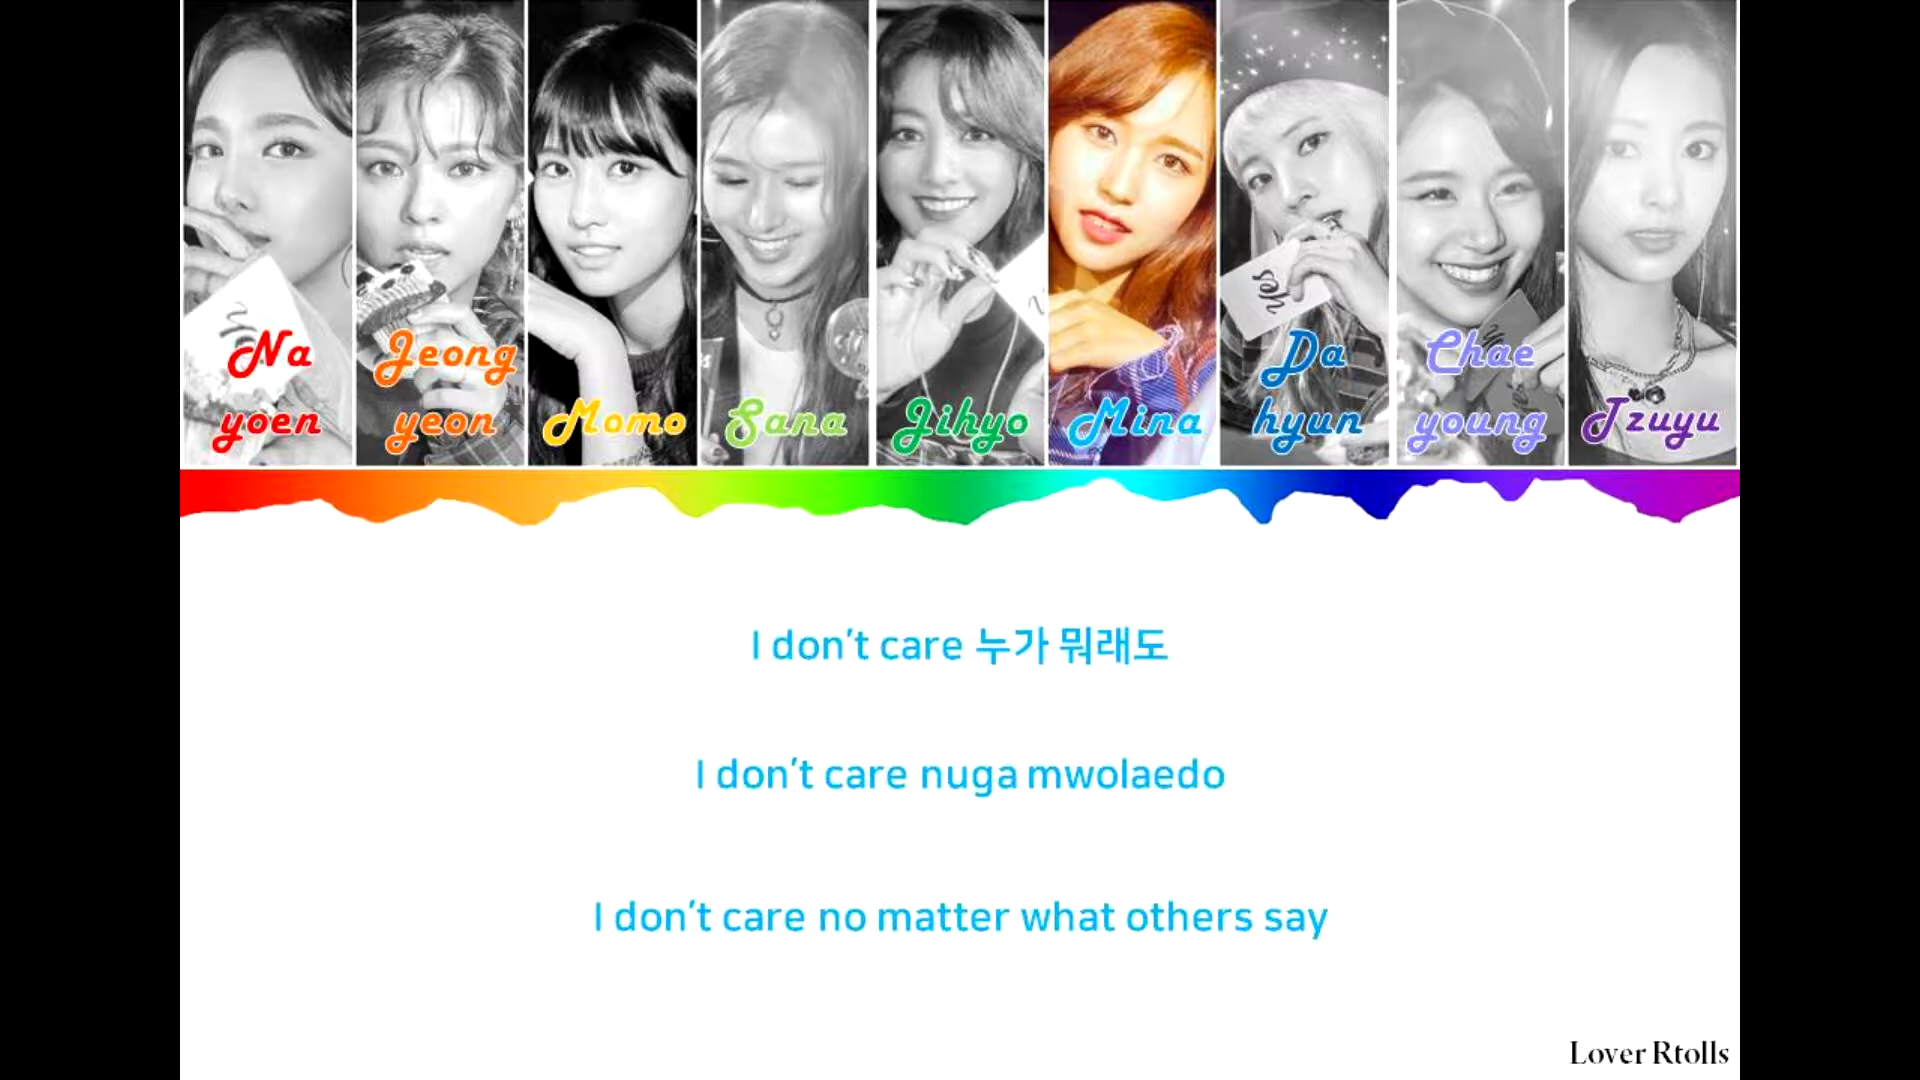 Na
yoen
Jeong
yeon
Momo
Sana
Jihyo
Mina
Da
hyun
Chae
young
Tzuyu
yes
I don't care 누가 뭐래도
I don't care nuga mwolaedo
I don't care no matter what others say
Lover Rtolls